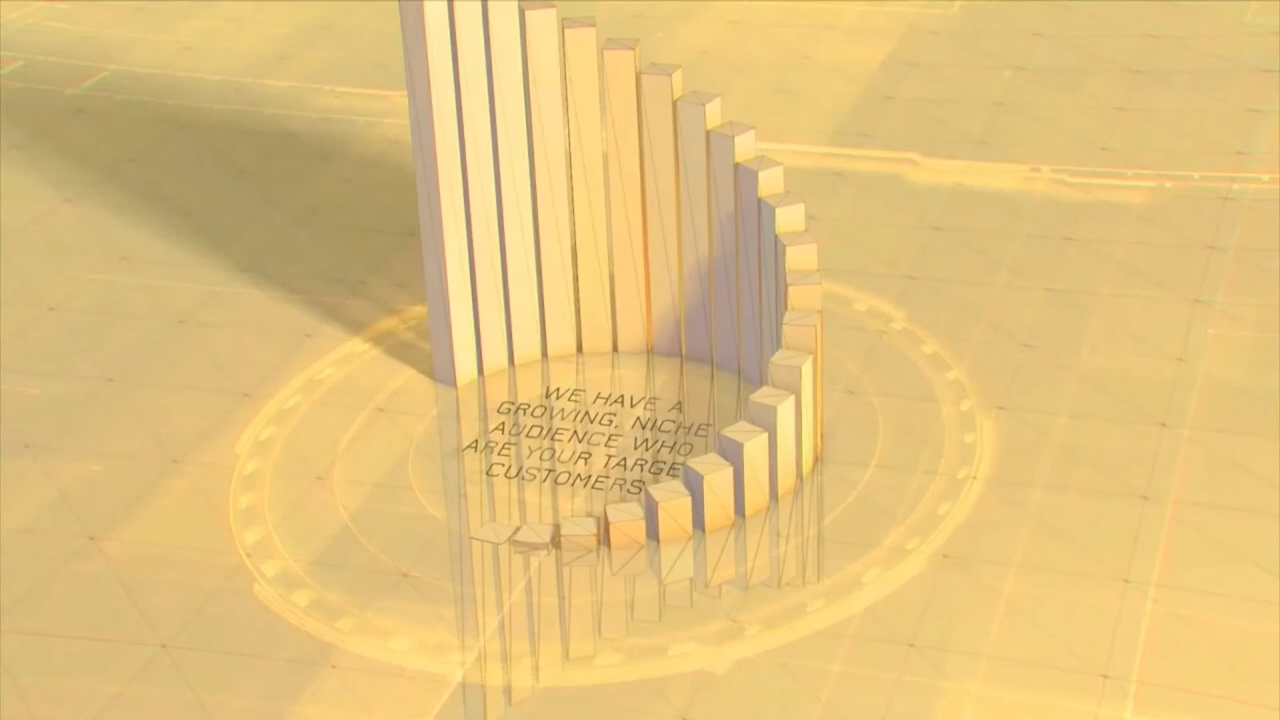 WE HAVE A
GROWING, NICHE
AUDIENCE WHO
ARE YOUR TARGE
CUSTOMERS